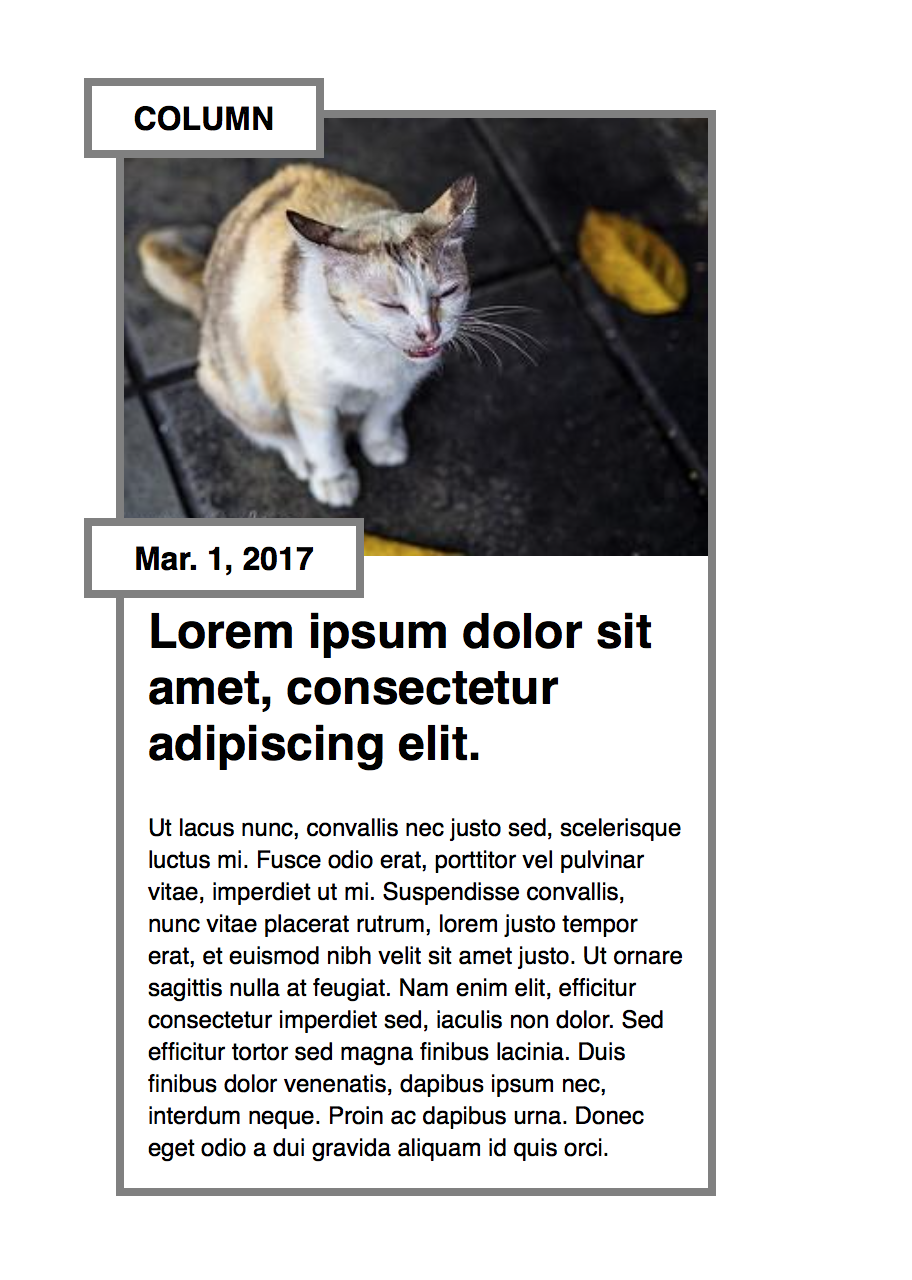 COLUMN
Mar. 1, 2017
Lorem ipsum dolor sit
amet, consectetur
adipiscing elit.
Ut lacus nunc, convallis nec justo sed, scelerisque
luctus mi. Fusce odio erat, porttitor vel pulvinar
vitae, imperdiet ut mi. Suspendisse convallis,
nunc vitae placerat rutrum, lorem justo tempor
erat, et euismod nibh velit sit amet justo. Ut ornare
sagittis nulla at feugiat. Nam enim elit, efficitur
consectetur imperdiet sed, iaculis non dolor. Sed
efficitur tortor sed magna finibus lacinia. Duis
finibus dolor venenatis, dapibus ipsum nec,
interdum neque. Proin ac dapibus urna. Donec
eget odio a dui gravida aliquam id quis orci.